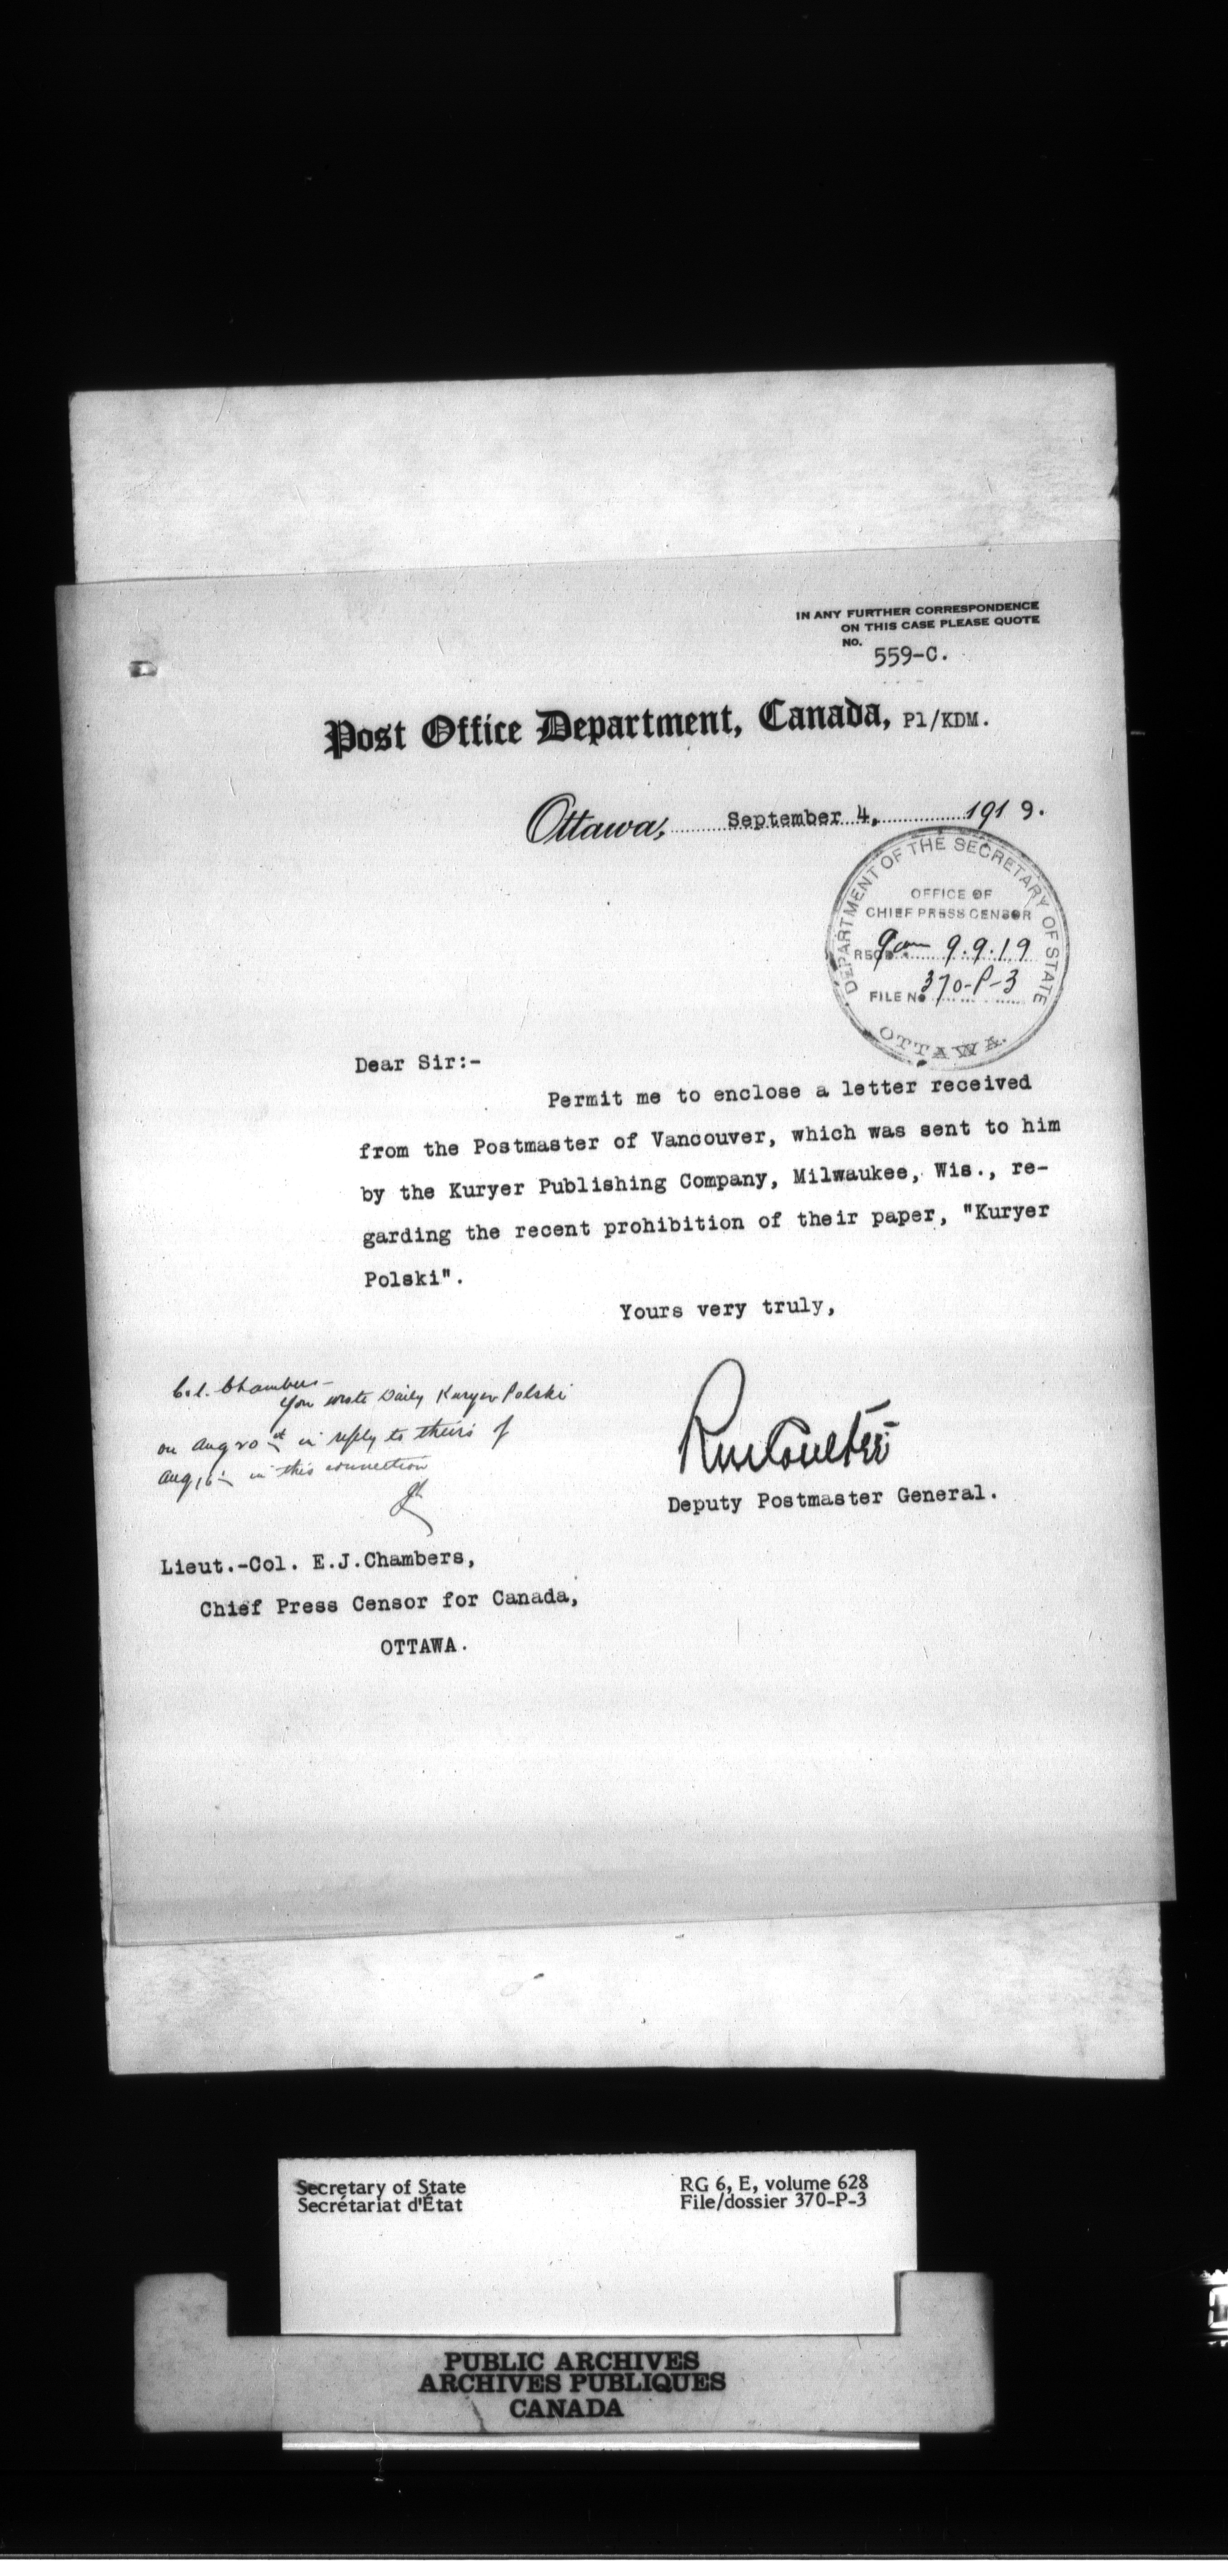 IN ANY FURTHER CORRESPONDENCE
ON THIS CASE PLEASE QUOTE
NO.
559-C.
Post Office Department, Canada, Pl/KDM.
Ottawa, September 4, 1919.
DEPARTMENT OF THE SECRETARY OF STATE
OFFICE OF
CHIEF PRESS CENSOR
REC'D. 9am 9.9.19
FILE No 370-P-3
OTTAWA.
Dear Sir:-
Permit me to enclose a letter received
from the Postmaster of Vancouver, which was sent to him
by the Kuryer Publishing Company, Milwaukee, Wis., re-
garding the recent prohibition of their paper, "Kuryer
Polski".
Yours very truly,
Col. Chambers-
You wrote Daily Kuryer Polski
on Aug 20 in reply to theirs of
Aug 16 in this connection
RmCoulter
Deputy Postmaster General.
Lieut.-Col. E.J.Chambers,
Chief Press Censor for Canada,
OTTAWA.
Secretary of State
Secrétariat d'État
RG 6, E, volume 628
File/dossier 370-P-3
PUBLIC ARCHIVES
ARCHIVES PUBLIQUES
CANADA